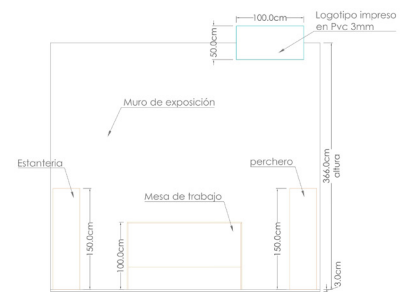 100.0cm
Logotipo impreso
en Pvc 3mm
50.0cm
Muro de exposición
Estanteria
perchero
366.0cm
altura
Mesa de trabajo
150.0cm
100.0cm
150.0cm
3.0cm